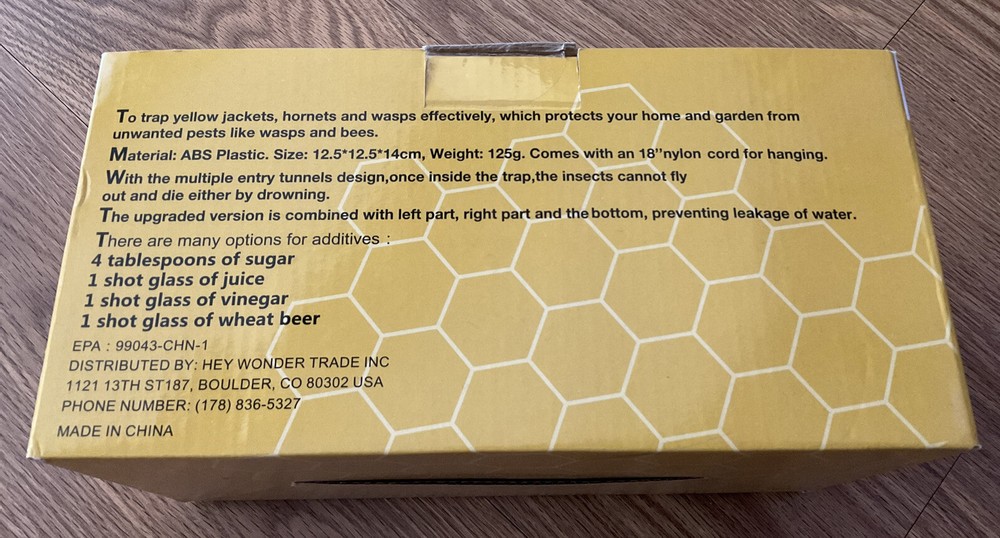 To trap yellow jackets, hornets and wasps effectively, which protects your home and garden from
unwanted pests like wasps and bees.
Material: ABS Plastic. Size: 12.5*12.5*14cm, Weight: 125g. Comes with an 18''nylon cord for hanging.
With the multiple entry tunnels design,once inside the trap,the insects cannot fly
out and die either by drowning.
The upgraded version is combined with left part, right part and the bottom, preventing leakage of water.
There are many options for additives :
4 tablespoons of sugar
1 shot glass of juice
1 shot glass of vinegar
1 shot glass of wheat beer
EPA : 99043-CHN-1
DISTRIBUTED BY: HEY WONDER TRADE INC
1121 13TH ST187, BOULDER, CO 80302 USA
PHONE NUMBER: (178) 836-5327
MADE IN CHINA